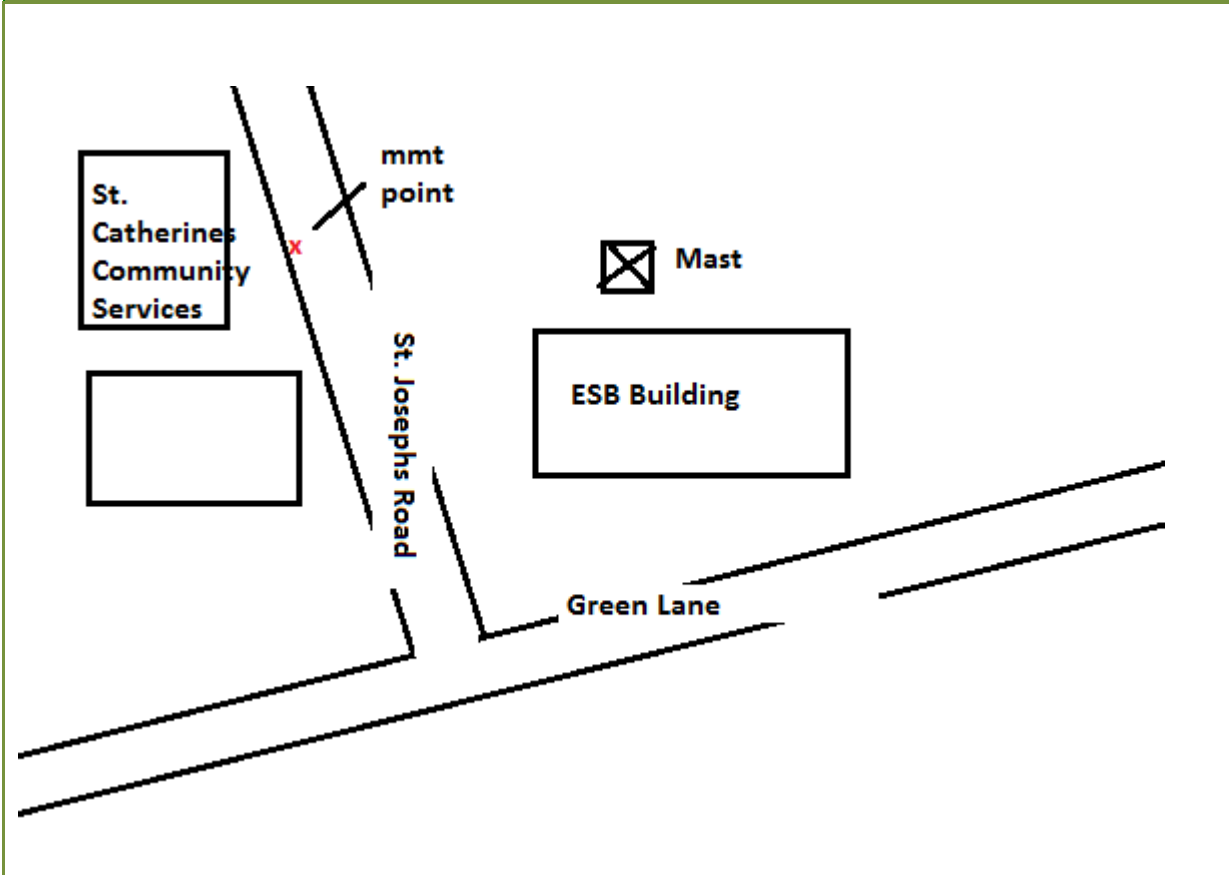 mmt
point
St.
Catherines
Community
Services
x
Mast
St. Josephs Road
ESB Building
Green Lane